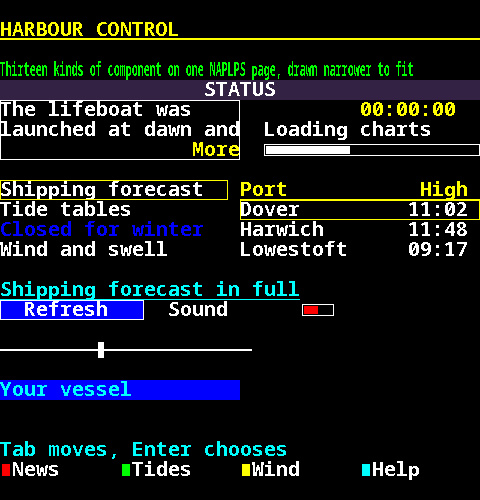 HARBOUR CONTROL
Thirteen kinds of component on one NAPLPS page, drawn narrower to fit
STATUS
The lifeboat was
launched at dawn and
More
00:00:00
Loading charts
Shipping forecast
Tide tables
Closed for winter
Wind and swell
Port High
Dover 11:02
Harwich 11:48
Lowestoft 09:17
Shipping forecast in full
Refresh Sound
Your vessel
Tab moves, Enter chooses
News Tides Wind Help